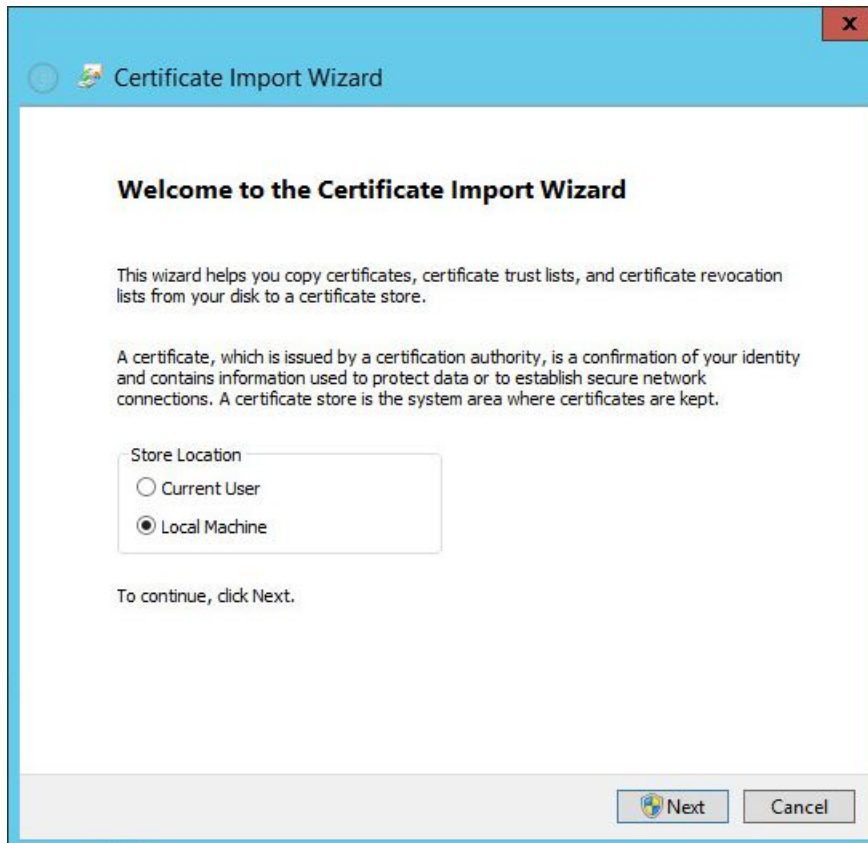 x
Certificate Import Wizard
Welcome to the Certificate Import Wizard
This wizard helps you copy certificates, certificate trust lists, and certificate revocation
lists from your disk to a certificate store.
A certificate, which is issued by a certification authority, is a confirmation of your identity
and contains information used to protect data or to establish secure network
connections. A certificate store is the system area where certificates are kept.
Store Location
Current User
Local Machine
To continue, click Next.
Next Cancel